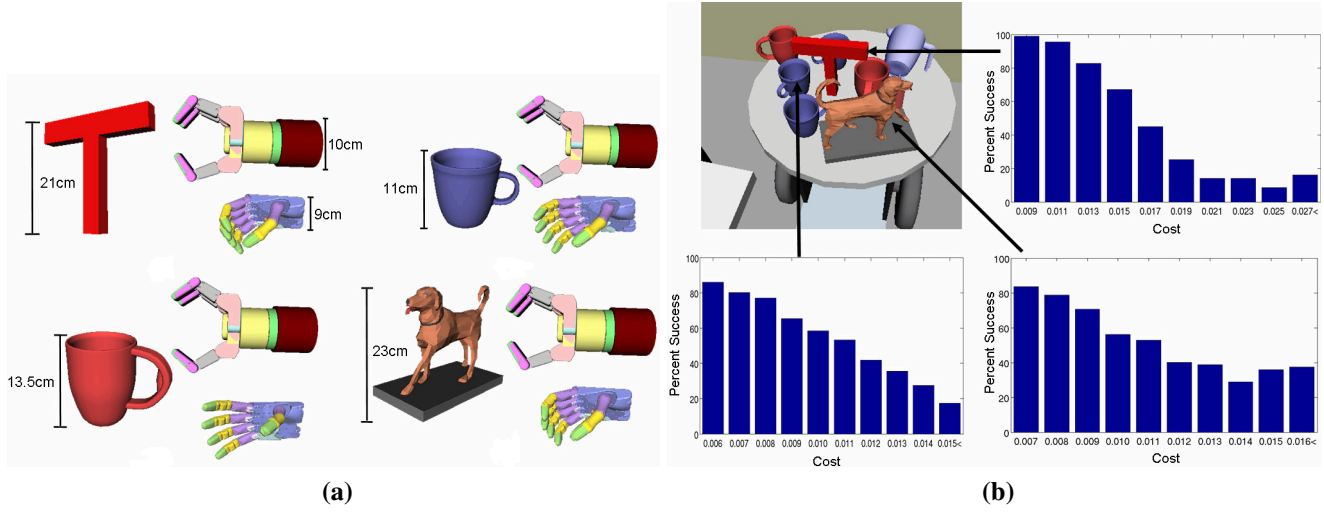 21cm
10cm
9cm
11cm
13.5cm
23cm
(a)
Percent Success
100
80
60
40
20
0
0.009 0.011 0.013 0.015 0.017 0.019 0.021 0.023 0.025 0.027<
Cost
Percent Success
100
80
60
40
20
0
0.006 0.007 0.008 0.009 0.010 0.011 0.012 0.013 0.014 0.015<
Cost
Percent Success
100
80
60
40
20
0
0.007 0.008 0.009 0.010 0.011 0.012 0.013 0.014 0.015 0.016<
Cost
(b)